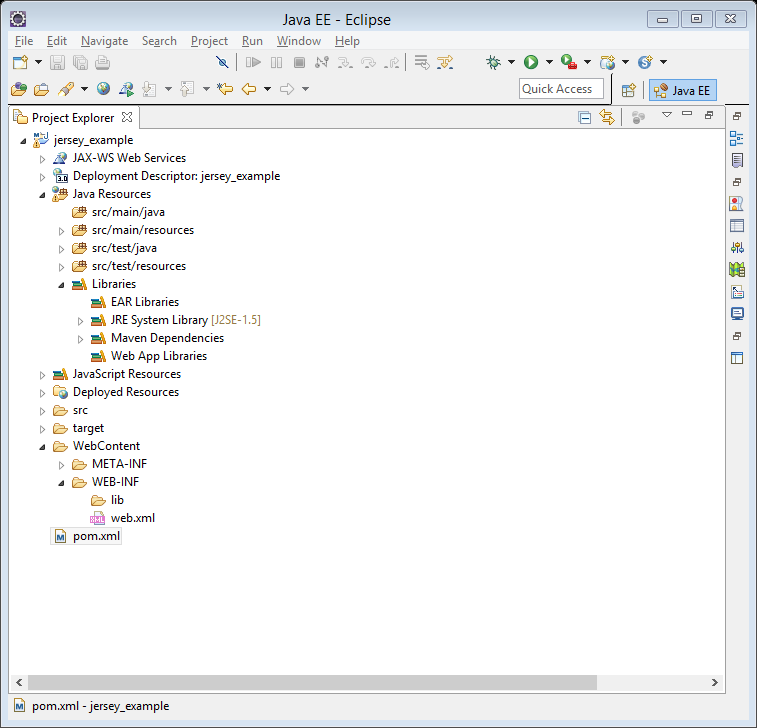 Java EE - Eclipse
File Edit Navigate Search Project Run Window Help
Quick Access
Java EE
Project Explorer
jersey_example
JAX-WS Web Services
3.0 Deployment Descriptor: jersey_example
Java Resources
src/main/java
src/main/resources
src/test/java
src/test/resources
Libraries
EAR Libraries
JRE System Library [J2SE-1.5]
Maven Dependencies
Web App Libraries
JavaScript Resources
Deployed Resources
src
target
WebContent
META-INF
WEB-INF
lib
XML web.xml
M pom.xml
M pom.xml - jersey_example